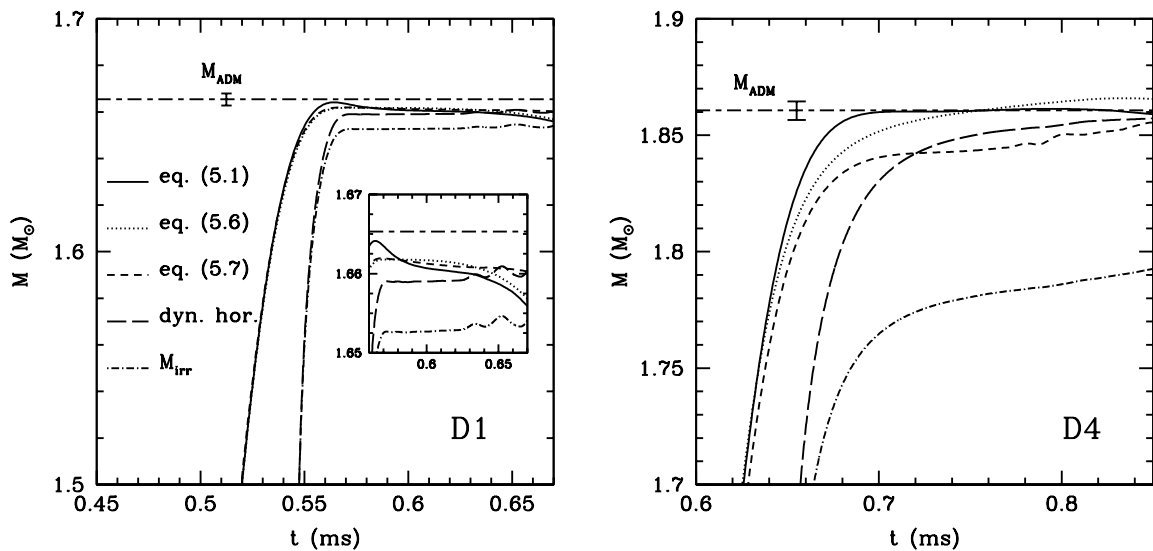 1.7
M_ADM
eq. (5.1)
eq. (5.6)
eq. (5.7)
dyn. hor.
M_irr
1.6
1.5
M (M_⊙)
0.45
0.5
0.55
0.6
0.65
t (ms)
D1
1.67
1.66
1.65
0.6
0.65
1.9
M_ADM
1.85
1.8
1.75
1.7
M (M_⊙)
0.6
0.7
0.8
t (ms)
D4